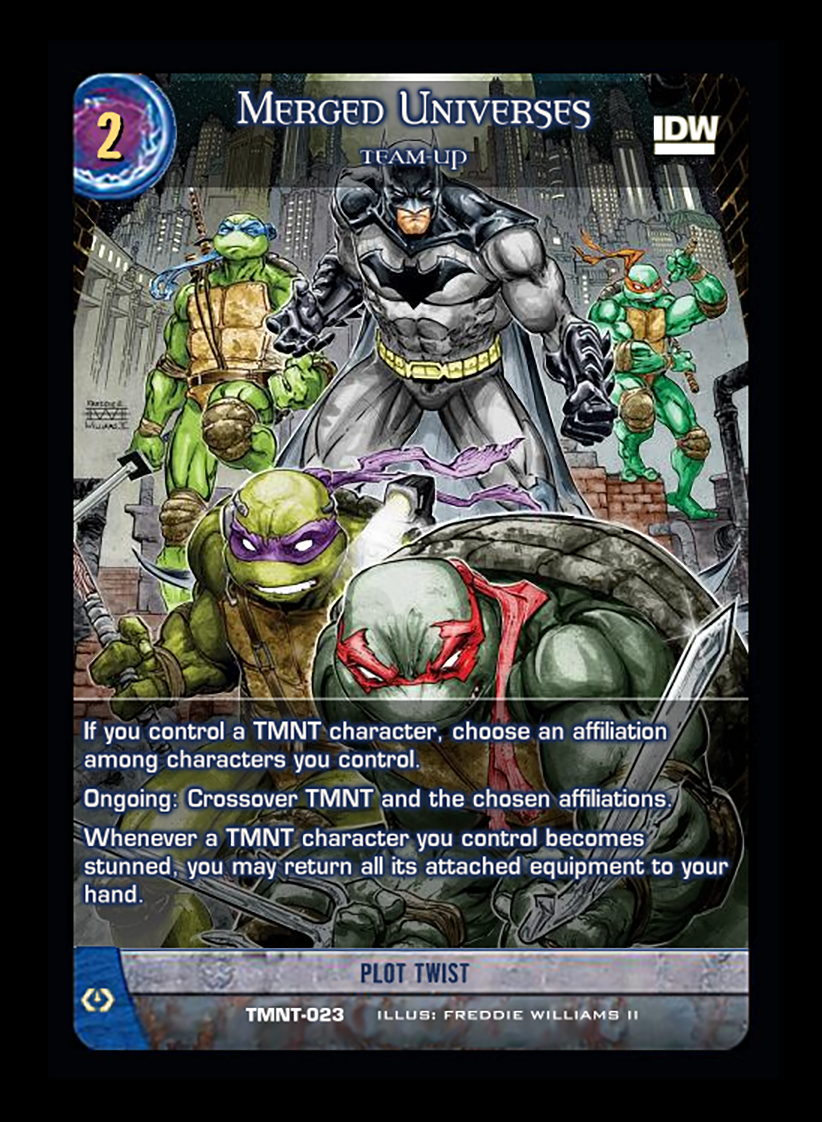 2
MERGED UNIVERSES
IDW
TEAM-UP
FREDDIE E.
WILLIAMS II
If you control a TMNT character, choose an affiliation
among characters you control.
Ongoing: Crossover TMNT and the chosen affiliations.
Whenever a TMNT character you control becomes
stunned, you may return all its attached equipment to your
hand.
PLOT TWIST
TMNT-023 ILLUS: FREDDIE WILLIAMS II